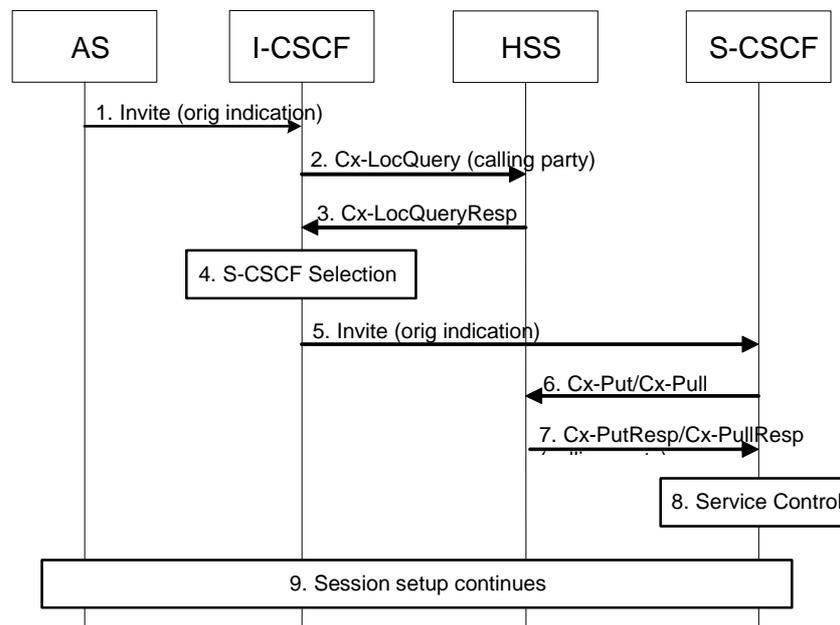 AS
I-CSCF
HSS
S-CSCF
1. Invite (orig indication)
2. Cx-LocQuery (calling party)
3. Cx-LocQueryResp
4. S-CSCF Selection
5. Invite (orig indication)
6. Cx-Put/Cx-Pull
7. Cx-PutResp/Cx-PullResp
8. Service Control
9. Session setup continues